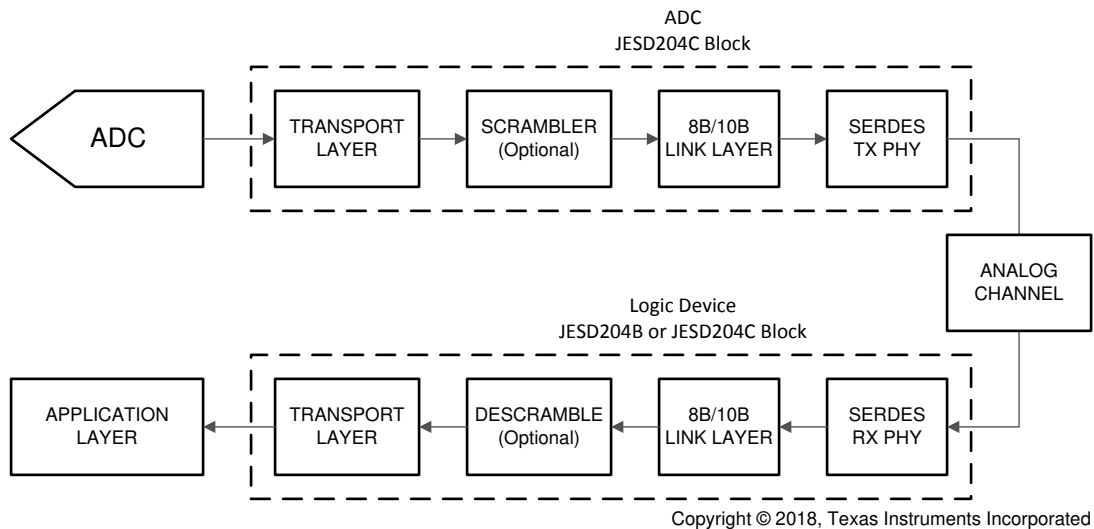 ADC
JESD204C Block
ADC
TRANSPORT
LAYER
SCRAMBLER
(Optional)
8B/10B
LINK LAYER
SERDES
TX PHY
ANALOG
CHANNEL
Logic Device
JESD204B or JESD204C Block
APPLICATION
LAYER
TRANSPORT
LAYER
DESCRAMBLE
(Optional)
8B/10B
LINK LAYER
SERDES
RX PHY
Copyright © 2018, Texas Instruments Incorporated